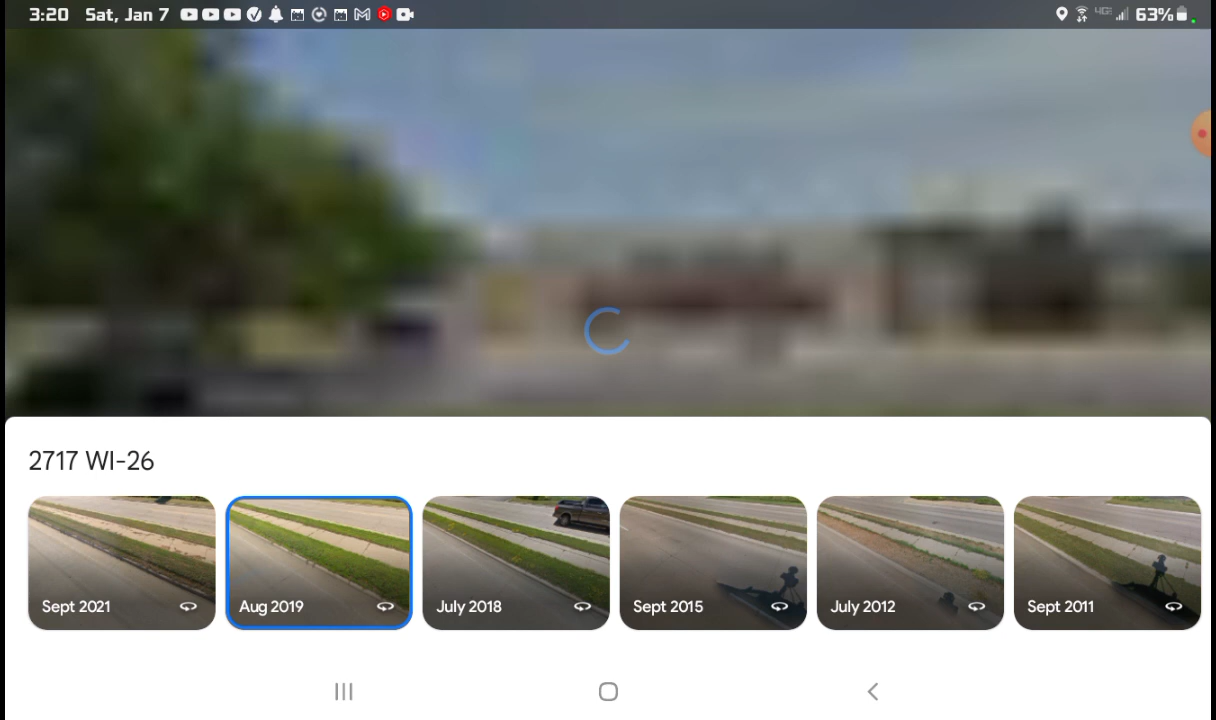 3:20 Sat, Jan 7 63%
2717 WI-26
Sept 2021
Aug 2019
July 2018
Sept 2015
July 2012
Sept 2011